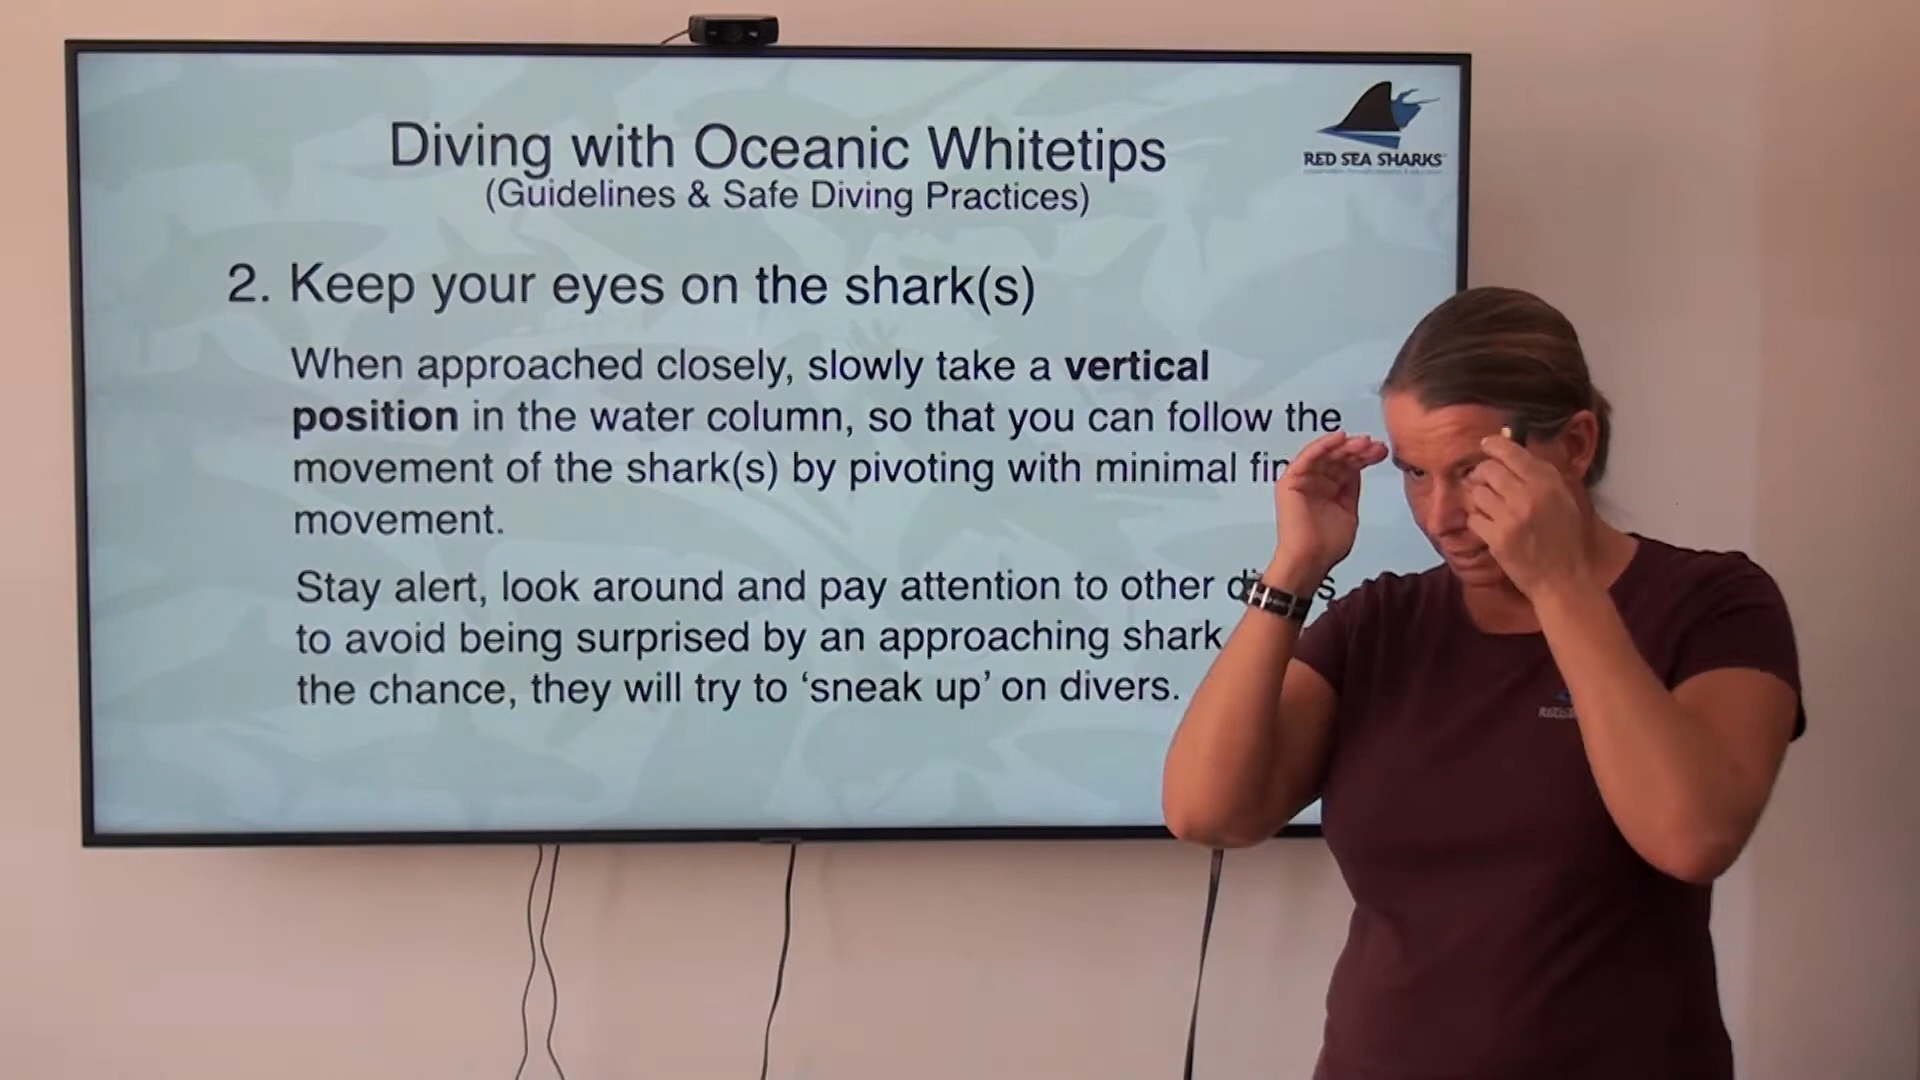 Diving with Oceanic Whitetips
(Guidelines & Safe Diving Practices)
RED SEA SHARKS
2. Keep your eyes on the shark(s)
When approached closely, slowly take a vertical
position in the water column, so that you can follow the
movement of the shark(s) by pivoting with minimal
movement.
Stay alert, look around and pay attention to other
to avoid being surprised by an approaching shark
the chance, they will try to ‘sneak up’ on divers.